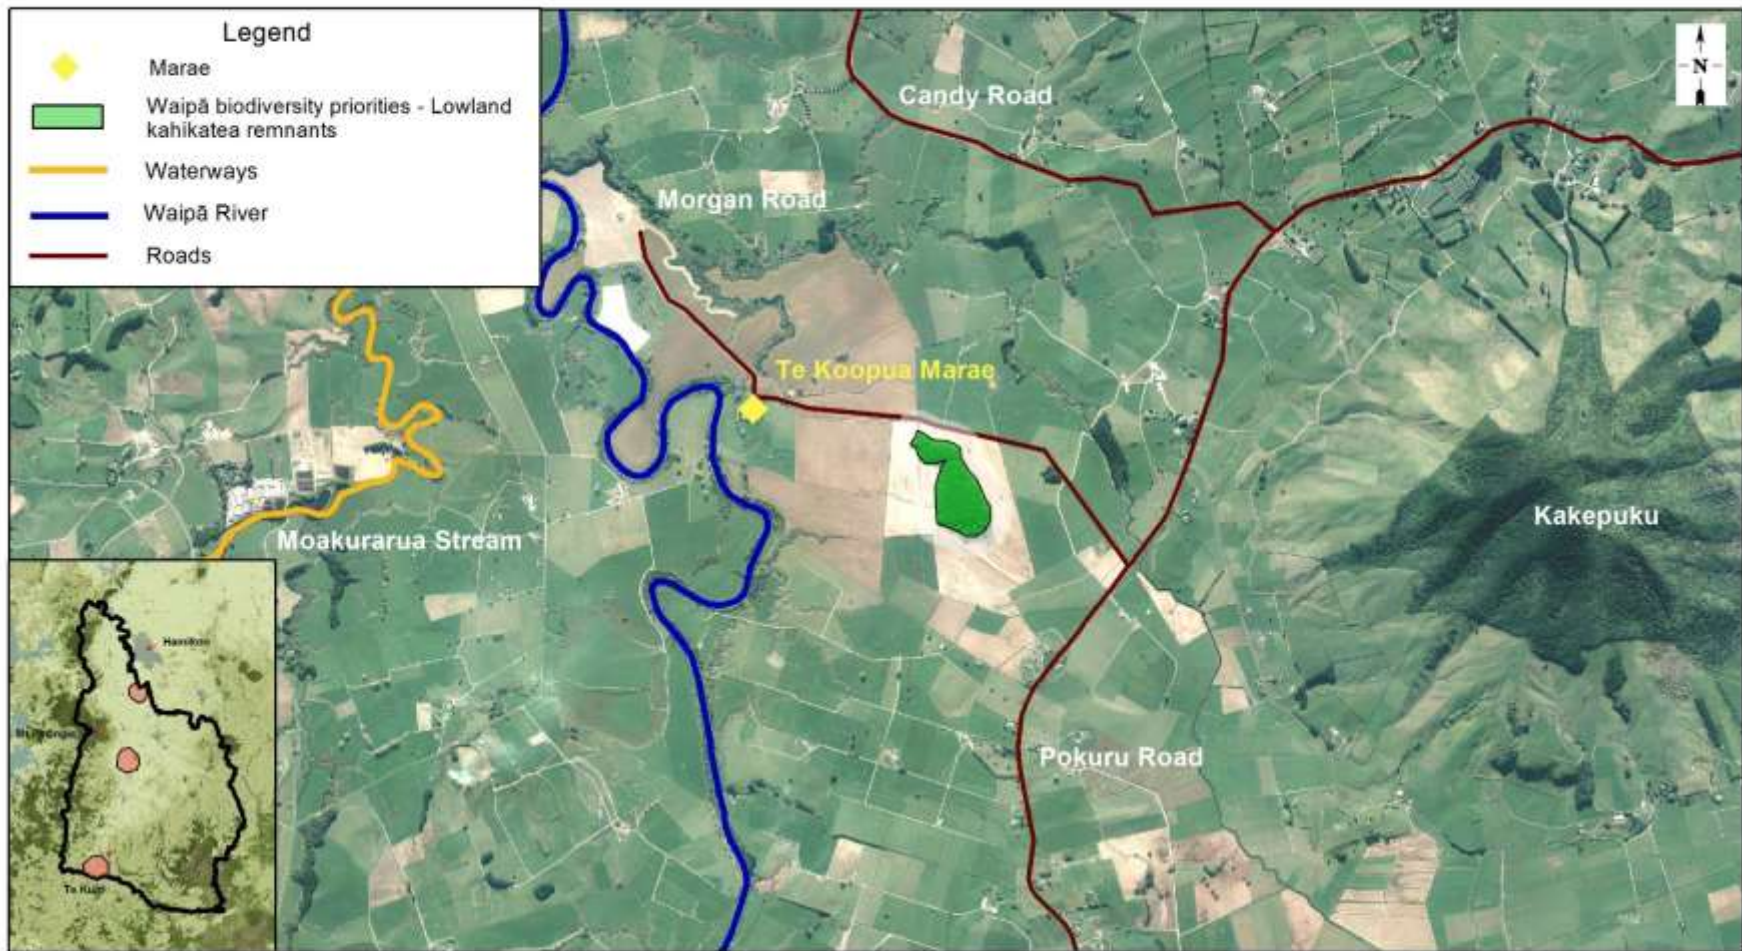 Legend
Marae
Waipā biodiversity priorities - Lowland
kahikatea remnants
Waterways
Waipā River
Roads
N
Candy Road
Morgan Road
Te Koopua Marae
Kakepuku
Moakurarua Stream
Pokuru Road
Hamilton
Te Kuiti